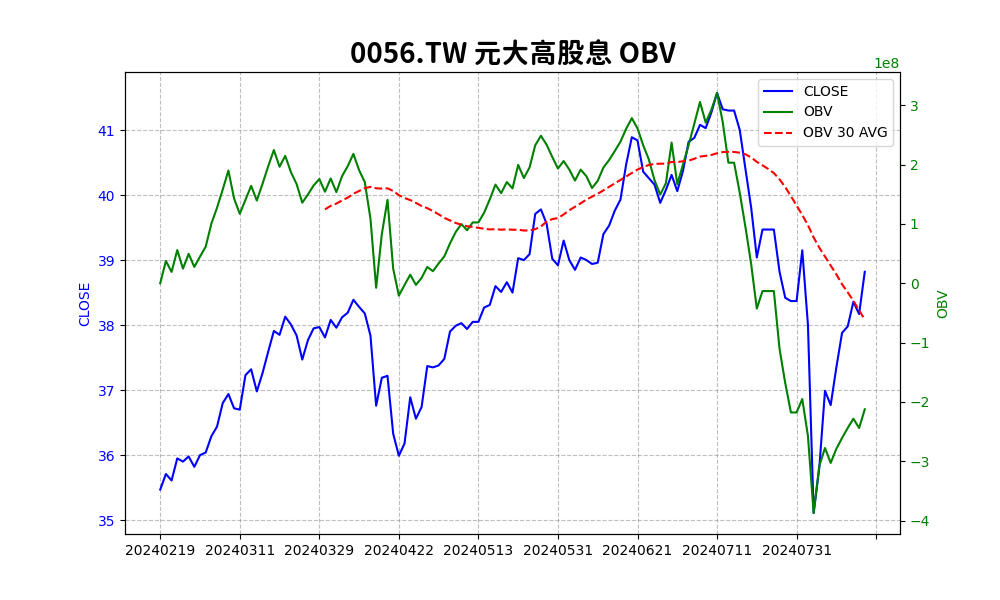 0056.TW 元大高股息 OBV
1e8
CLOSE
OBV
OBV 30 AVG
41
40
39
38
37
36
35
CLOSE
3
2
1
0
−1
−2
−3
−4
OBV
20240219 20240311 20240329 20240422 20240513 20240531 20240621 20240711 20240731